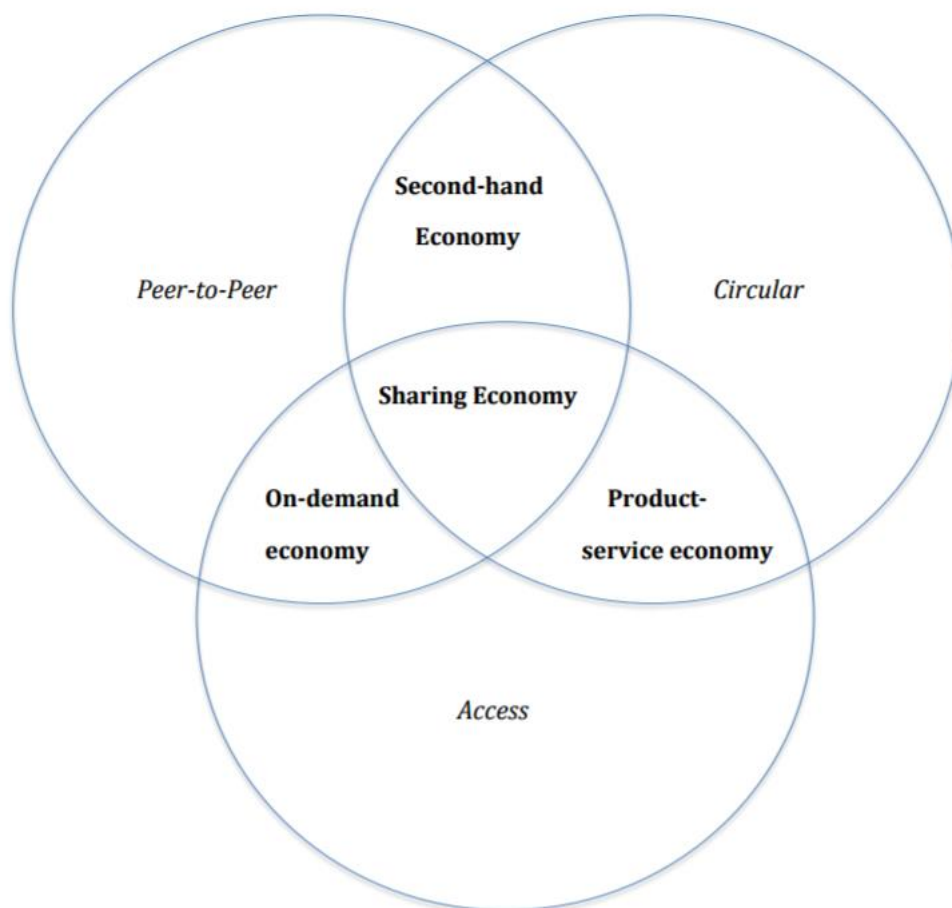 Second-hand
Economy
Peer-to-Peer
Circular
Sharing Economy
On-demand
economy
Product-
service economy
Access